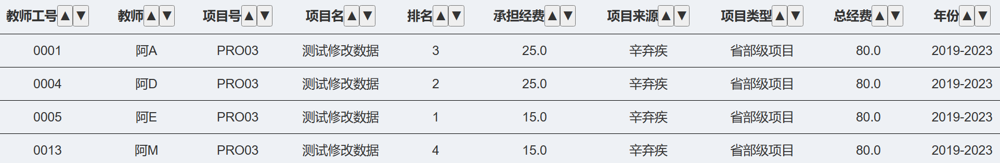 教师工号▲▼ 教师▲▼ 项目号▲▼ 项目名▲▼ 排名▲▼ 承担经费▲▼ 项目来源▲▼ 项目类型▲▼ 总经费▲▼ 年份▲▼
0001 阿A PRO03 测试修改数据 3 25.0 辛弃疾 省部级项目 80.0 2019-2023
0004 阿D PRO03 测试修改数据 2 25.0 辛弃疾 省部级项目 80.0 2019-2023
0005 阿E PRO03 测试修改数据 1 15.0 辛弃疾 省部级项目 80.0 2019-2023
0013 阿M PRO03 测试修改数据 4 15.0 辛弃疾 省部级项目 80.0 2019-2023